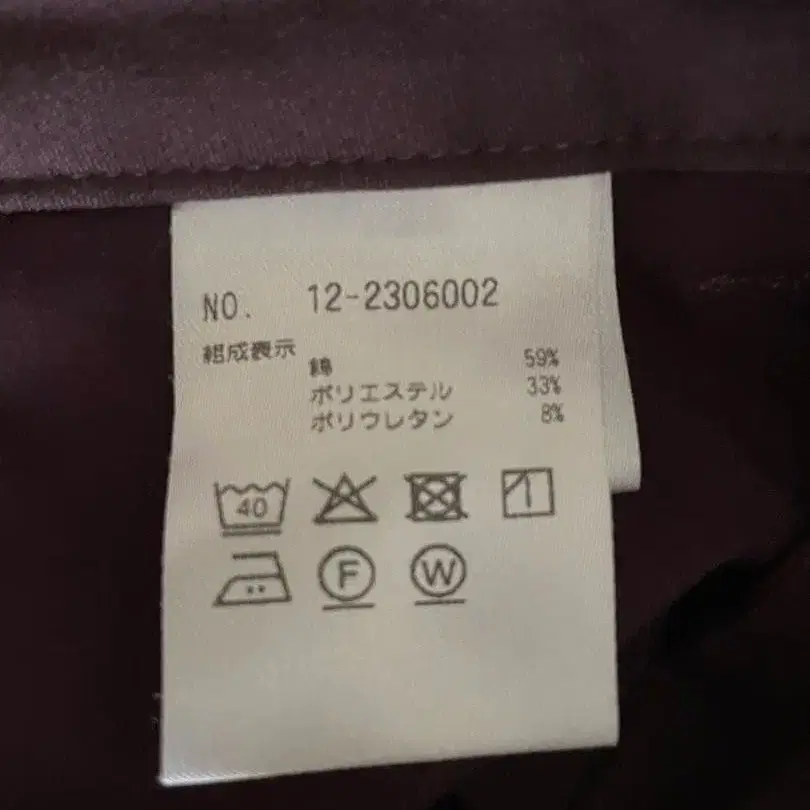 NO. 12-2306002
組成表示
綿 59%
ポリエステル 33%
ポリウレタン 8%
40
F W